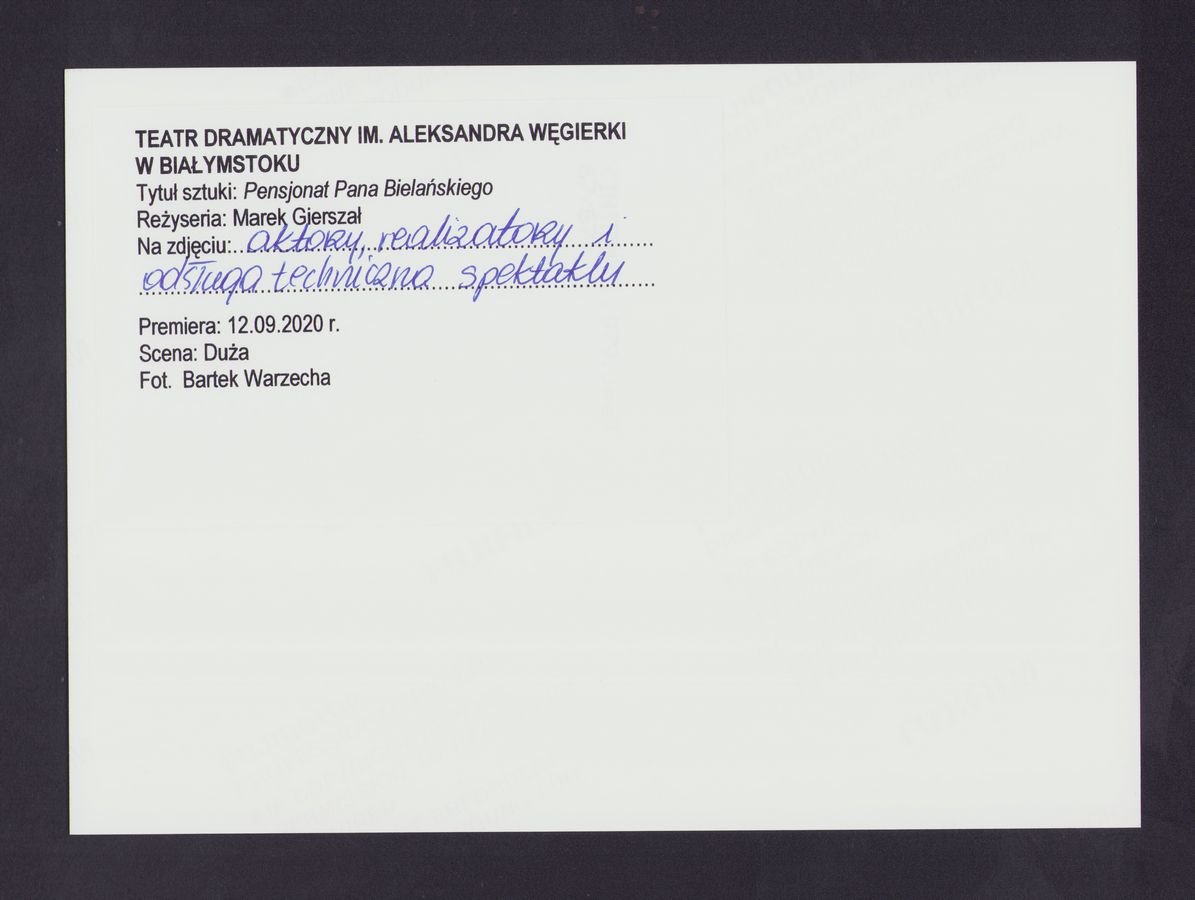 TEATR DRAMATYCZNY IM. ALEKSANDRA WĘGIERKI
W BIAŁYMSTOKU
Tytuł sztuki: Pensjonat Pana Bielańskiego
Reżyseria: Marek Gierszał
Na zdjęciu: aktorzy, realizatorzy i
obsługa techniczna spektaklu
Premiera: 12.09.2020 r.
Scena: Duża
Fot. Bartek Warzecha